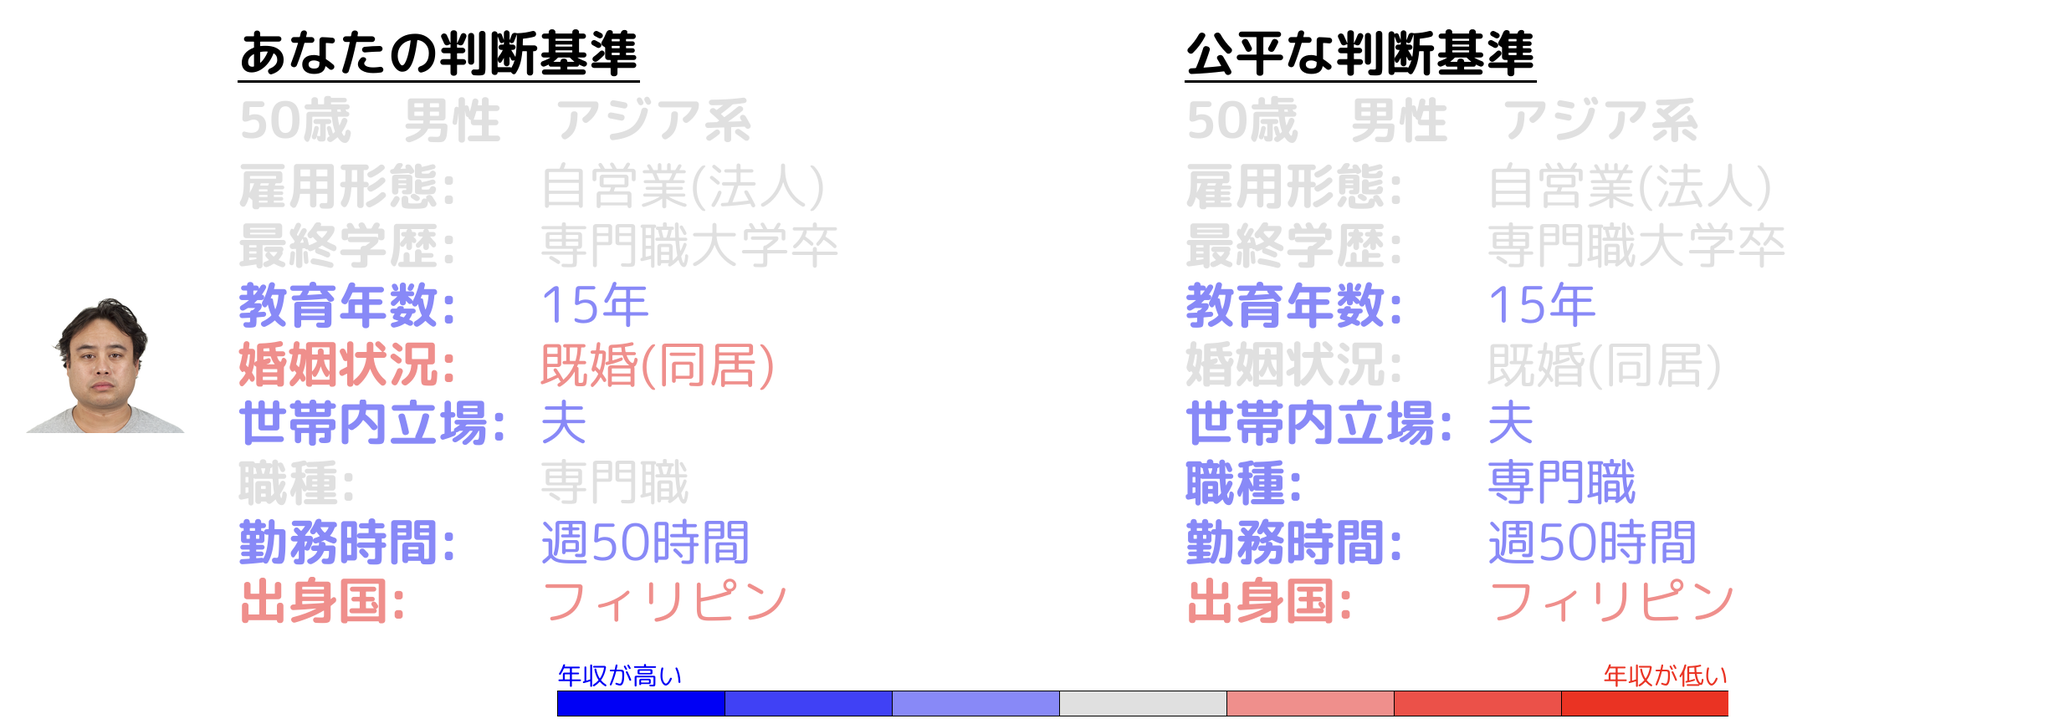 あなたの判断基準
50歳 男性 アジア系
雇用形態: 自営業(法人)
最終学歴: 専門職大学卒
教育年数: 15年
婚姻状況: 既婚(同居)
世帯内立場: 夫
職種: 専門職
勤務時間: 週50時間
出身国: フィリピン
公平な判断基準
50歳 男性 アジア系
雇用形態: 自営業(法人)
最終学歴: 専門職大学卒
教育年数: 15年
婚姻状況: 既婚(同居)
世帯内立場: 夫
職種: 専門職
勤務時間: 週50時間
出身国: フィリピン
年収が高い
年収が低い